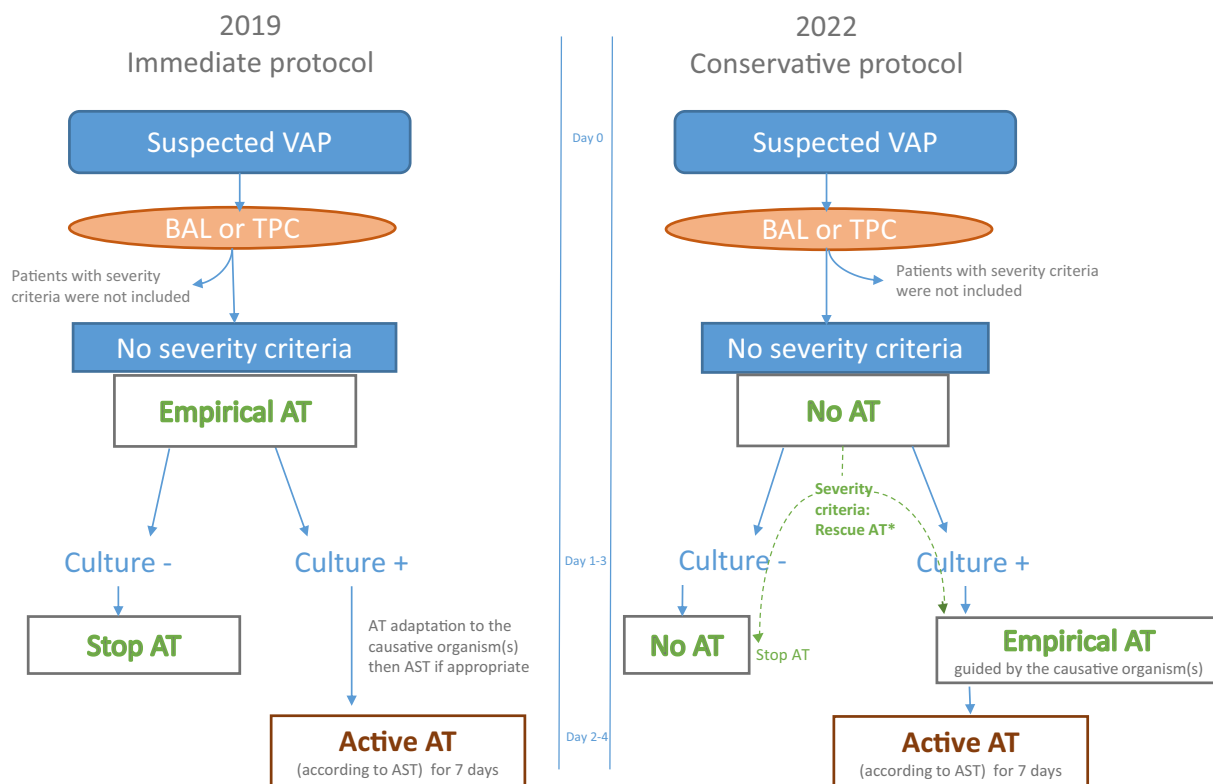 2019
Immediate protocol
Suspected VAP
BAL or TPC
Patients with severity
criteria were not included
No severity criteria
Empirical AT
Culture -
Culture +
Stop AT
AT adaptation to the
causative organism(s)
then AST if appropriate
Active AT
(according to AST) for 7 days
Day 0
Day 1-3
Day 2-4
2022
Conservative protocol
Suspected VAP
BAL or TPC
Patients with severity criteria
were not included
No severity criteria
No AT
Severity
criteria:
Rescue AT*
Culture -
Culture +
No AT
Stop AT
Empirical AT
guided by the causative organism(s)
Active AT
(according to AST) for 7 days